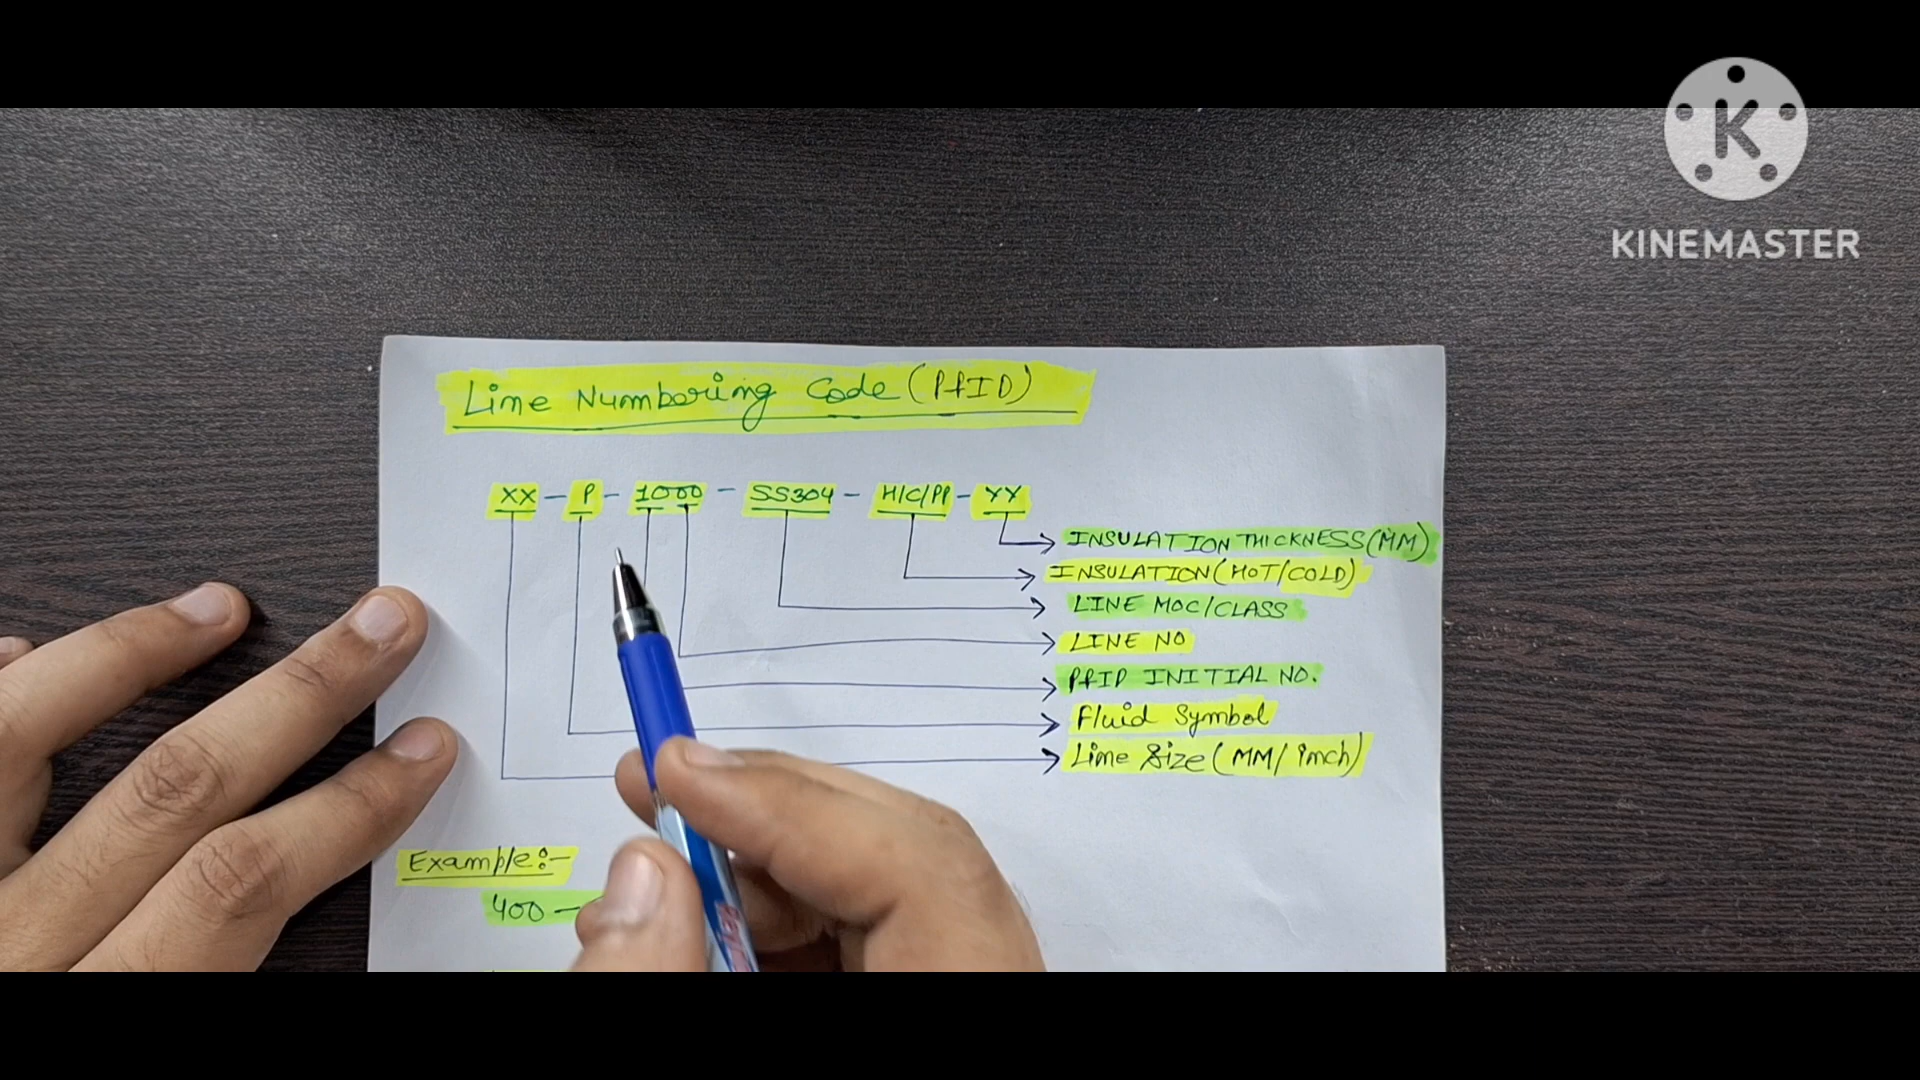 K
KINEMASTER
Line Numbering Code (P&ID)
XX - P - 1000 - SS304 - H/C/PP - XX
INSULATION THICKNESS (MM)
INSULATION (HOT/COLD)
LINE MOC/CLASS
LINE NO
P&ID INITIAL NO.
Fluid Symbol
Line Size (MM/inch)
Example:-
400 -